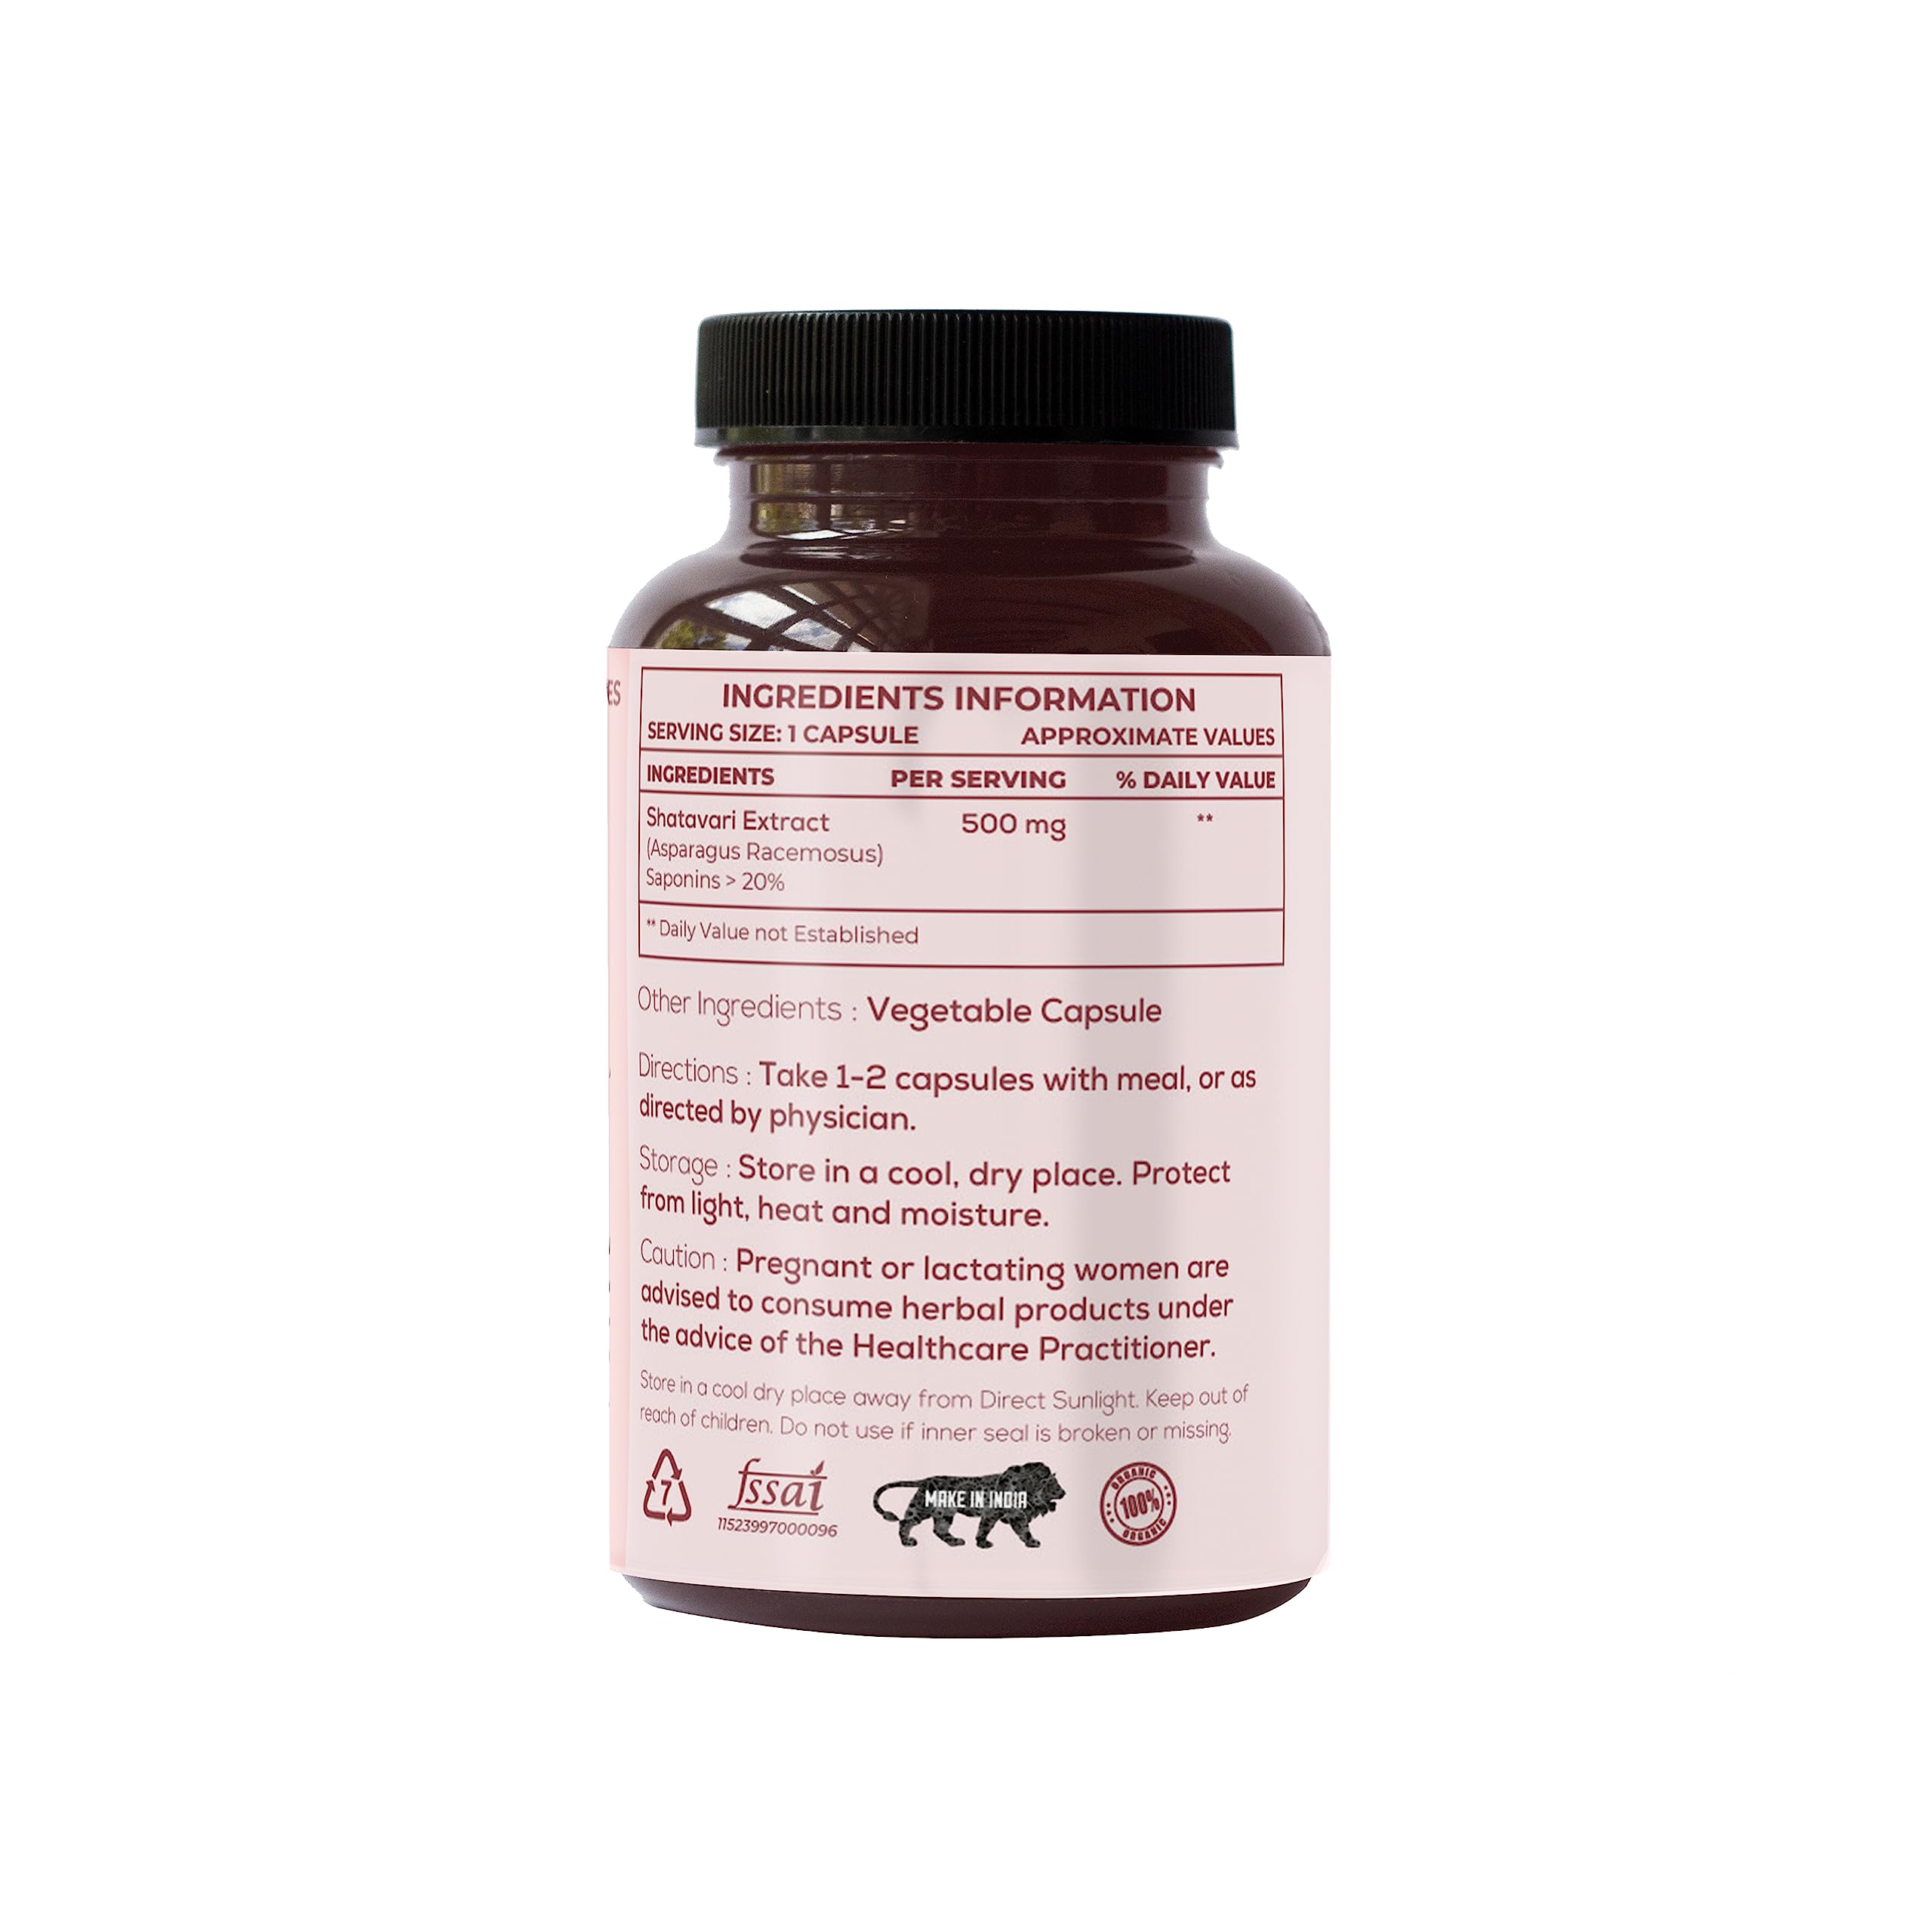 ES
INGREDIENTS INFORMATION
SERVING SIZE: 1 CAPSULE APPROXIMATE VALUES
INGREDIENTS PER SERVING % DAILY VALUE
Shatavari Extract 500 mg **
(Asparagus Racemosus)
Saponins > 20%
** Daily Value not Established
Other Ingredients : Vegetable Capsule
Directions : Take 1-2 capsules with meal, or as
directed by physician.
Storage : Store in a cool, dry place. Protect
from light, heat and moisture.
Caution : Pregnant or lactating women are
advised to consume herbal products under
the advice of the Healthcare Practitioner.
Store in a cool dry place away from Direct Sunlight. Keep out of
reach of children. Do not use if inner seal is broken or missing.
7
fssai
11523997000096
MAKE IN INDIA
ORGANIC
100%
ORGANIC